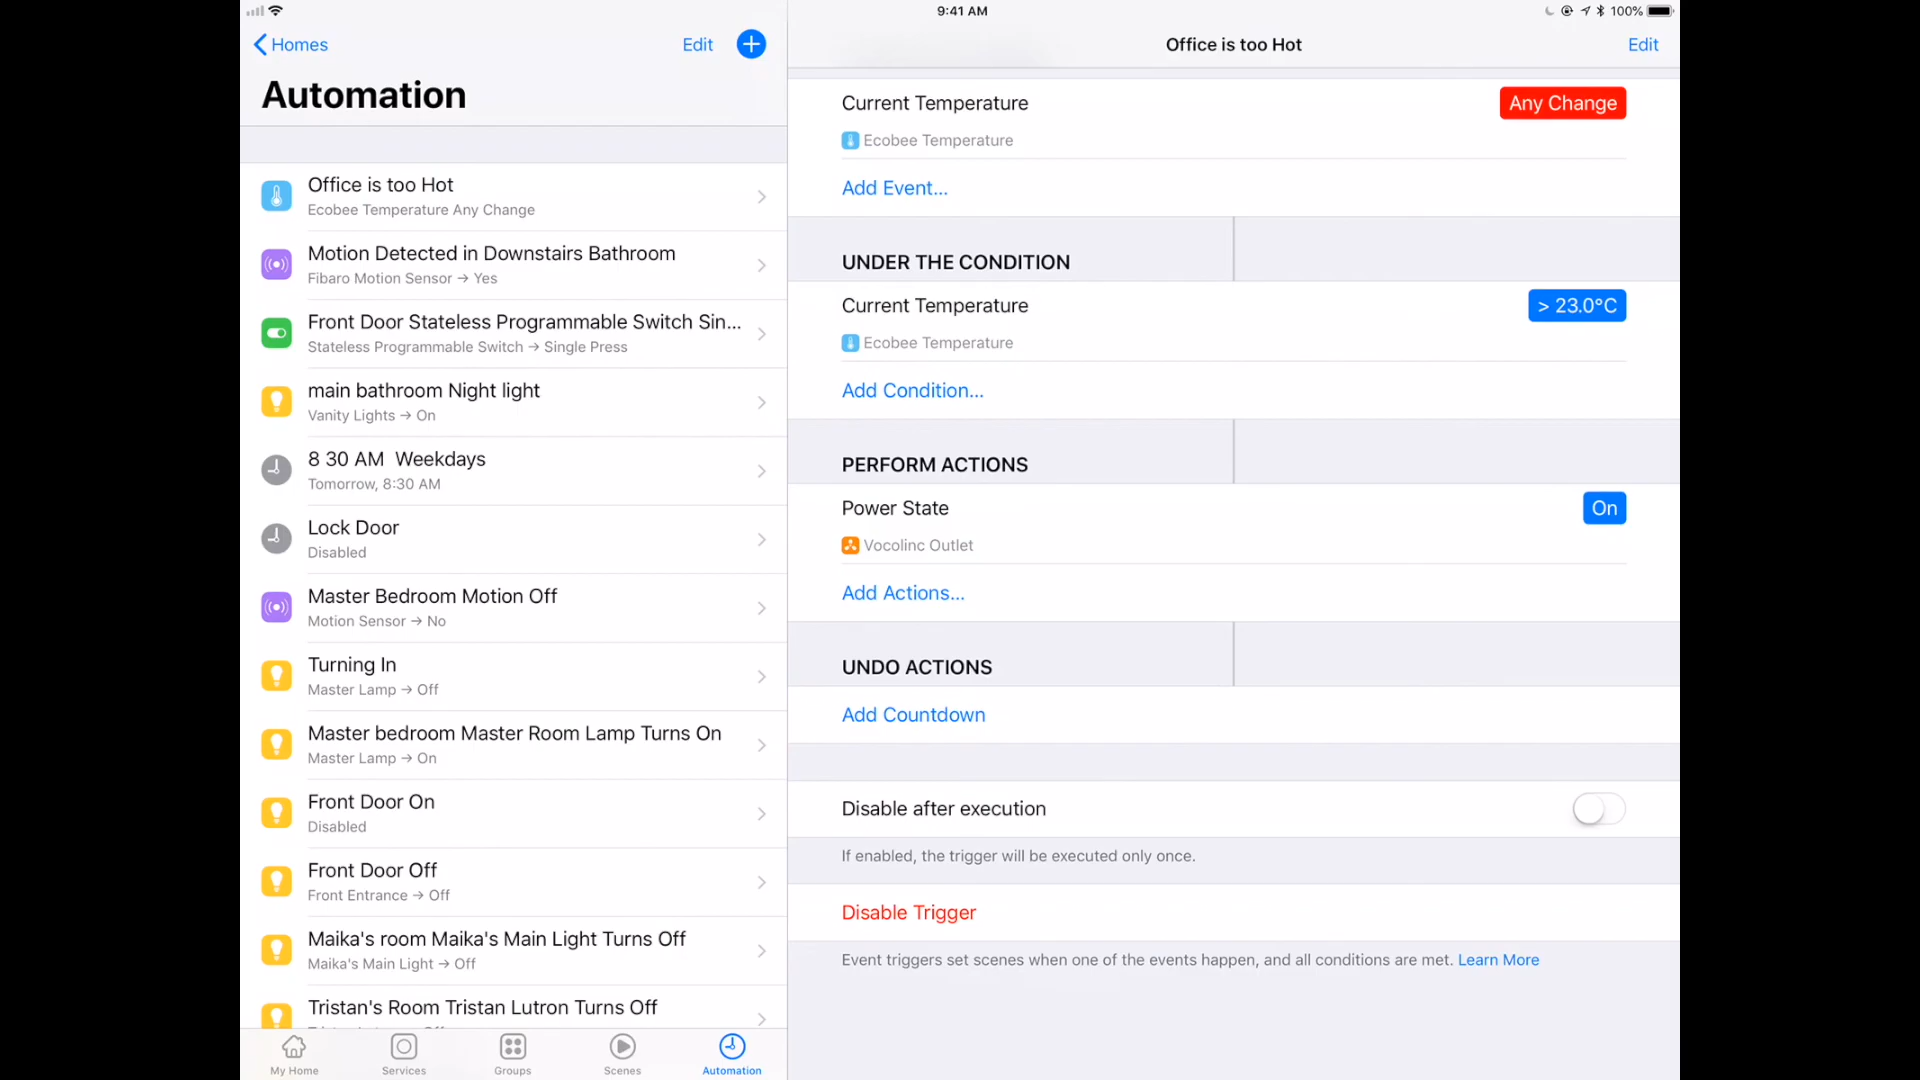 9:41 AM
100%
Homes
Edit
Automation
Office is too Hot
Ecobee Temperature Any Change
Motion Detected in Downstairs Bathroom
Fibaro Motion Sensor → Yes
Front Door Stateless Programmable Switch Sin...
Stateless Programmable Switch → Single Press
main bathroom Night light
Vanity Lights → On
8 30 AM  Weekdays
Tomorrow, 8:30 AM
Lock Door
Disabled
Master Bedroom Motion Off
Motion Sensor → No
Turning In
Master Lamp → Off
Master bedroom Master Room Lamp Turns On
Master Lamp → On
Front Door On
Disabled
Front Door Off
Front Entrance → Off
Maika's room Maika's Main Light Turns Off
Maika's Main Light → Off
Tristan's Room Tristan Lutron Turns Off
My Home
Services
Groups
Scenes
Automation
Office is too Hot
Edit
Current Temperature
Any Change
Ecobee Temperature
Add Event...
UNDER THE CONDITION
Current Temperature
> 23.0°C
Ecobee Temperature
Add Condition...
PERFORM ACTIONS
Power State
On
Vocolinc Outlet
Add Actions...
UNDO ACTIONS
Add Countdown
Disable after execution
If enabled, the trigger will be executed only once.
Disable Trigger
Event triggers set scenes when one of the events happen, and all conditions are met. Learn More